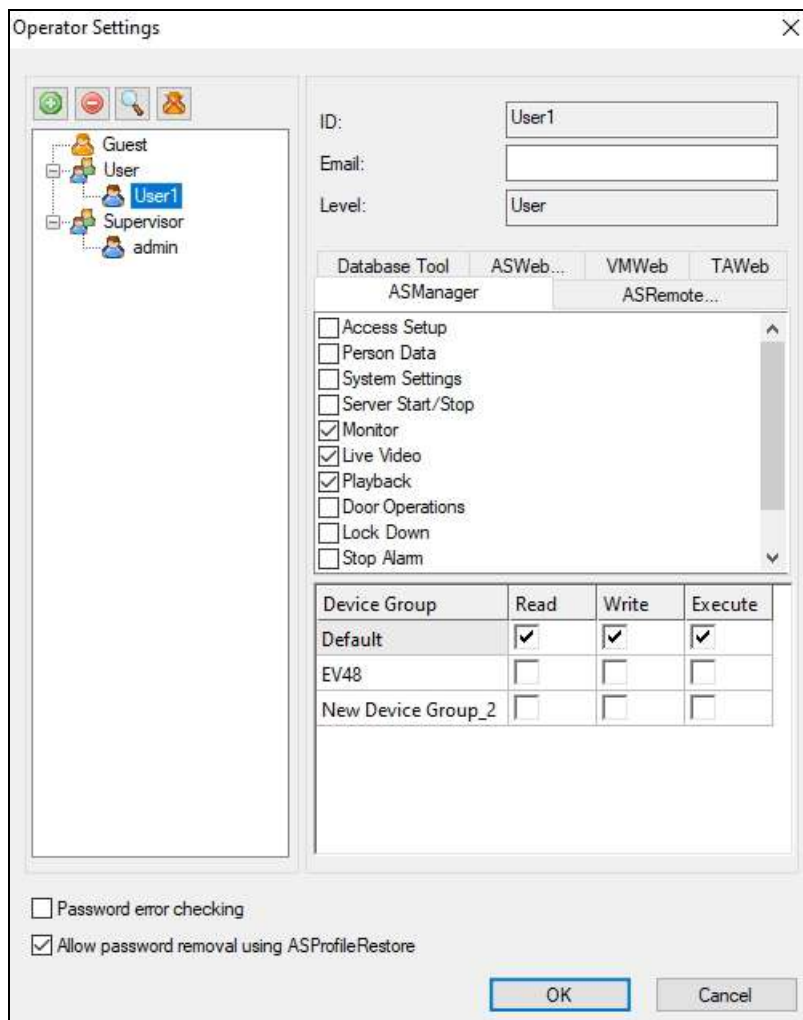 Operator Settings
Guest
User
User1
Supervisor
admin
ID: User1
Email:
Level: User
Database Tool ASWeb... VMWeb TAWeb
ASManager ASRemote...
Access Setup
Person Data
System Settings
Server Start/Stop
Monitor
Live Video
Playback
Door Operations
Lock Down
Stop Alarm
Device Group Read Write Execute
Default
EV48
New Device Group_2
Password error checking
Allow password removal using ASProfileRestore
OK Cancel